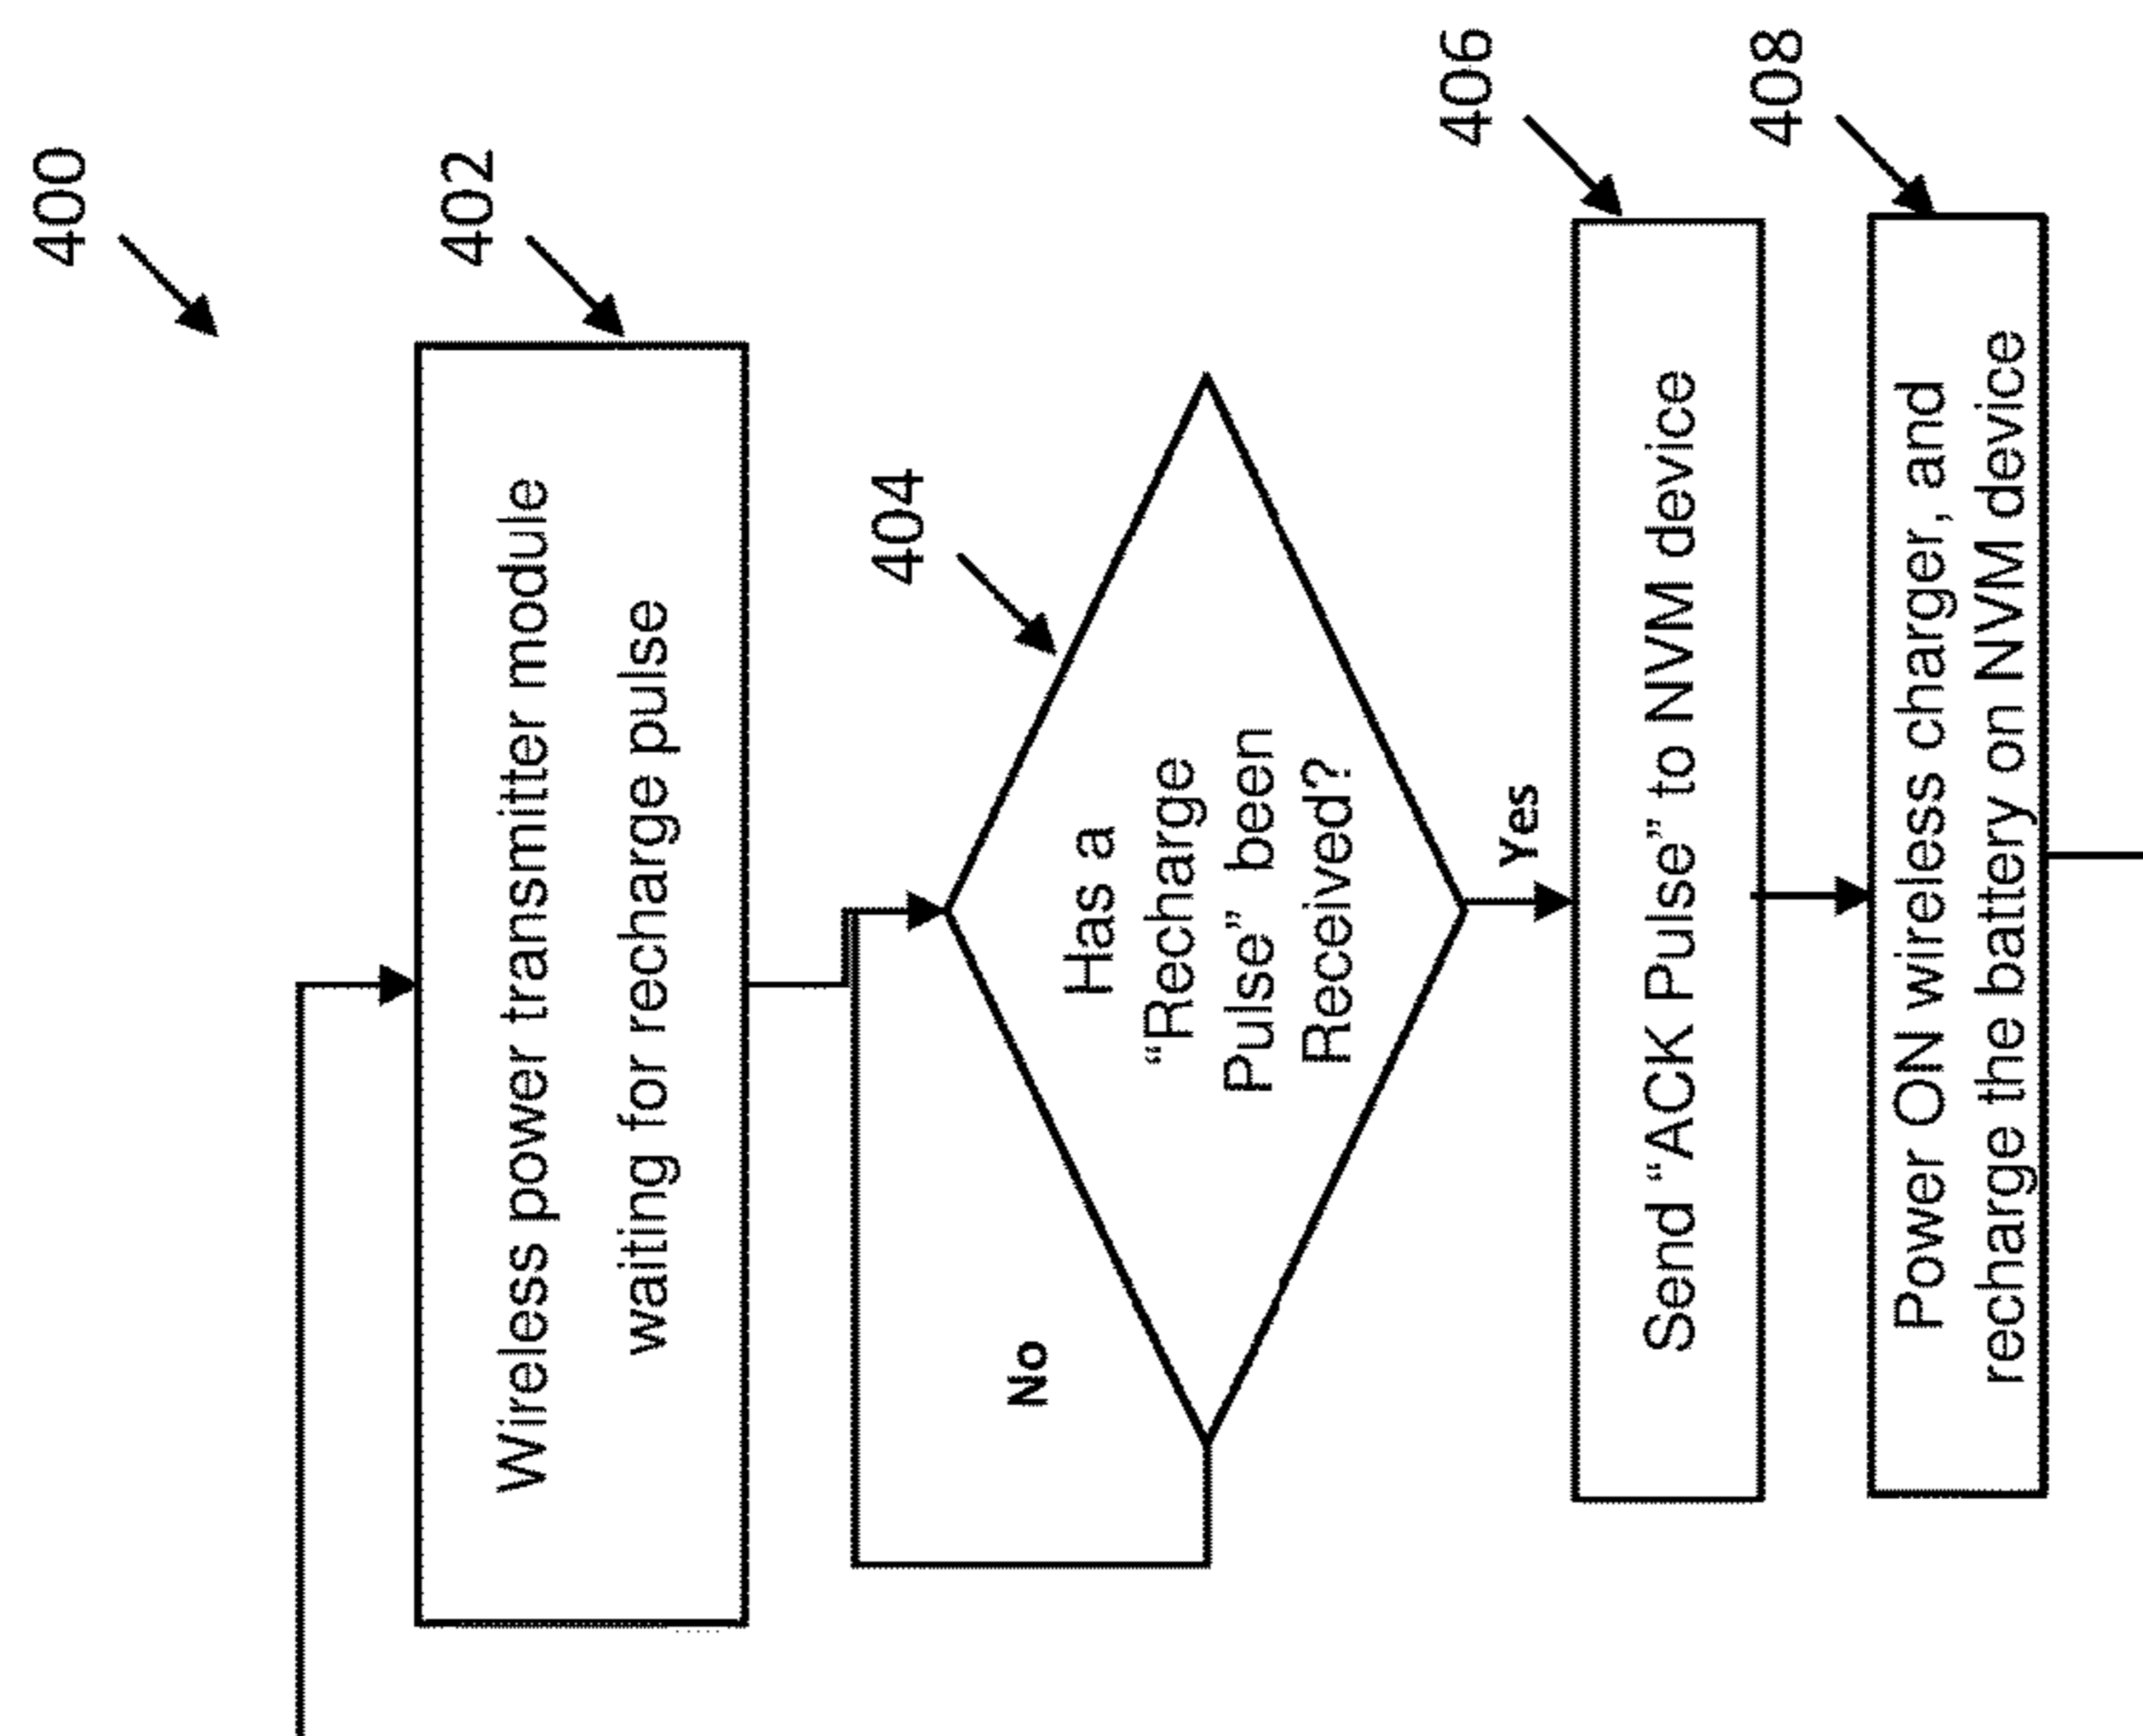 400
402
Wireless power transmitter module
waiting for recharge pulse
404
Has a
“Recharge
Pulse” been
Received?
No
Yes
406
Send “ACK Pulse” to NVM device
408
Power ON wireless charger, and
recharge the battery on NVM device